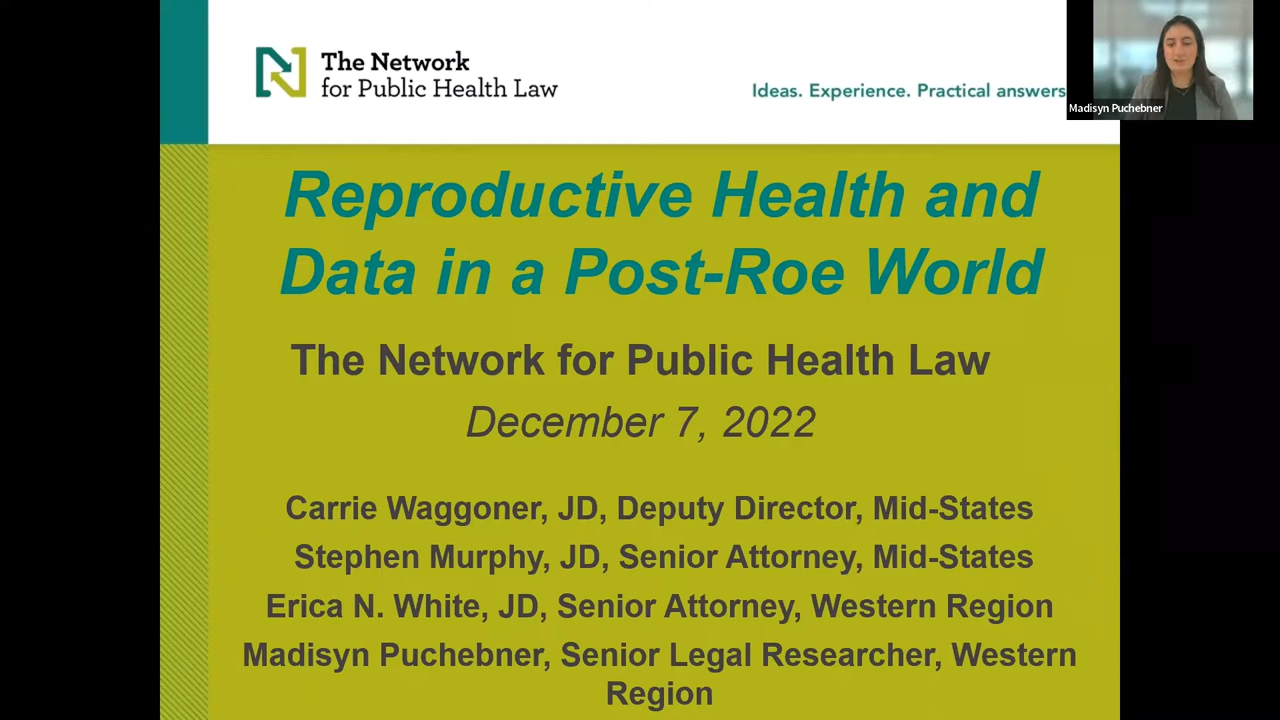 The Network
for Public Health Law
Ideas. Experience. Practical answers
Madisyn Puchebner
Reproductive Health and
Data in a Post-Roe World
The Network for Public Health Law
December 7, 2022
Carrie Waggoner, JD, Deputy Director, Mid-States
Stephen Murphy, JD, Senior Attorney, Mid-States
Erica N. White, JD, Senior Attorney, Western Region
Madisyn Puchebner, Senior Legal Researcher, Western
Region